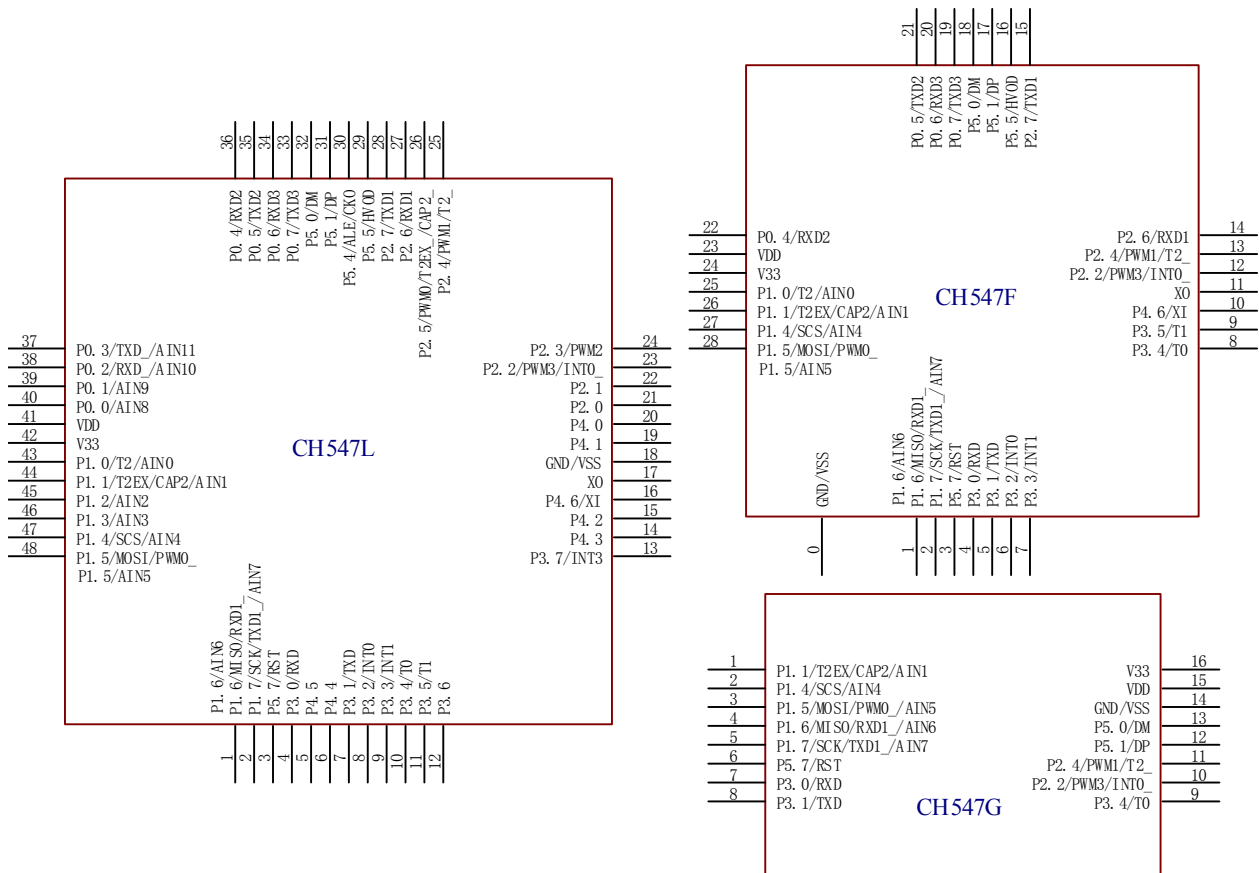 36
35
34
33
32
31
30
29
28
27
26
25
P0.4/RXD2
P0.5/TXD2
P0.6/RXD3
P0.7/TXD3
P5.0/DM
P5.1/DP
P5.4/ALE/CKO
P5.5/HVOD
P2.7/TXD1
P2.6/RXD1
P2.5/PWM0/T2EX_/CAP2_
P2.4/PWM1/T2_
37 P0.3/TXD_/AIN11
38 P0.2/RXD_/AIN10
39 P0.1/AIN9
40 P0.0/AIN8
41 VDD
42 V33
43 P1.0/T2/AIN0
44 P1.1/T2EX/CAP2/AIN1
45 P1.2/AIN2
46 P1.3/AIN3
47 P1.4/SCS/AIN4
48 P1.5/MOSI/PWM0_
P1.5/AIN5
CH547L
P2.3/PWM2 24
P2.2/PWM3/INT0_ 23
P2.1 22
P2.0 21
P4.0 20
P4.1 19
GND/VSS 18
XO 17
P4.6/XI 16
P4.2 15
P4.3 14
P3.7/INT3 13
P1.6/AIN6
P1.6/MISO/RXD1_
P1.7/SCK/TXD1_/AIN7
P5.7/RST
P3.0/RXD
P4.5
P4.4
P3.1/TXD
P3.2/INT0
P3.3/INT1
P3.4/T0
P3.5/T1
P3.6
1
2
3
4
5
6
7
8
9
10
11
12
21
20
19
18
17
16
15
P0.5/TXD2
P0.6/RXD3
P0.7/TXD3
P5.0/DM
P5.1/DP
P5.5/HVOD
P2.7/TXD1
22 P0.4/RXD2
23 VDD
24 V33
25 P1.0/T2/AIN0
26 P1.1/T2EX/CAP2/AIN1
27 P1.4/SCS/AIN4
28 P1.5/MOSI/PWM0_
P1.5/AIN5
CH547F
P2.6/RXD1 14
P2.4/PWM1/T2_ 13
P2.2/PWM3/INT0_ 12
XO 11
P4.6/XI 10
P3.5/T1 9
P3.4/T0 8
GND/VSS
P1.6/AIN6
P1.6/MISO/RXD1_
P1.7/SCK/TXD1_/AIN7
P5.7/RST
P3.0/RXD
P3.1/TXD
P3.2/INT0
P3.3/INT1
0
1
2
3
4
5
6
7
1 P1.1/T2EX/CAP2/AIN1
2 P1.4/SCS/AIN4
3 P1.5/MOSI/PWM0_/AIN5
4 P1.6/MISO/RXD1_/AIN6
5 P1.7/SCK/TXD1_/AIN7
6 P5.7/RST
7 P3.0/RXD
8 P3.1/TXD
V33 16
VDD 15
GND/VSS 14
P5.0/DM 13
P5.1/DP 12
P2.4/PWM1/T2_ 11
P2.2/PWM3/INT0_ 10
P3.4/T0 9
CH547G